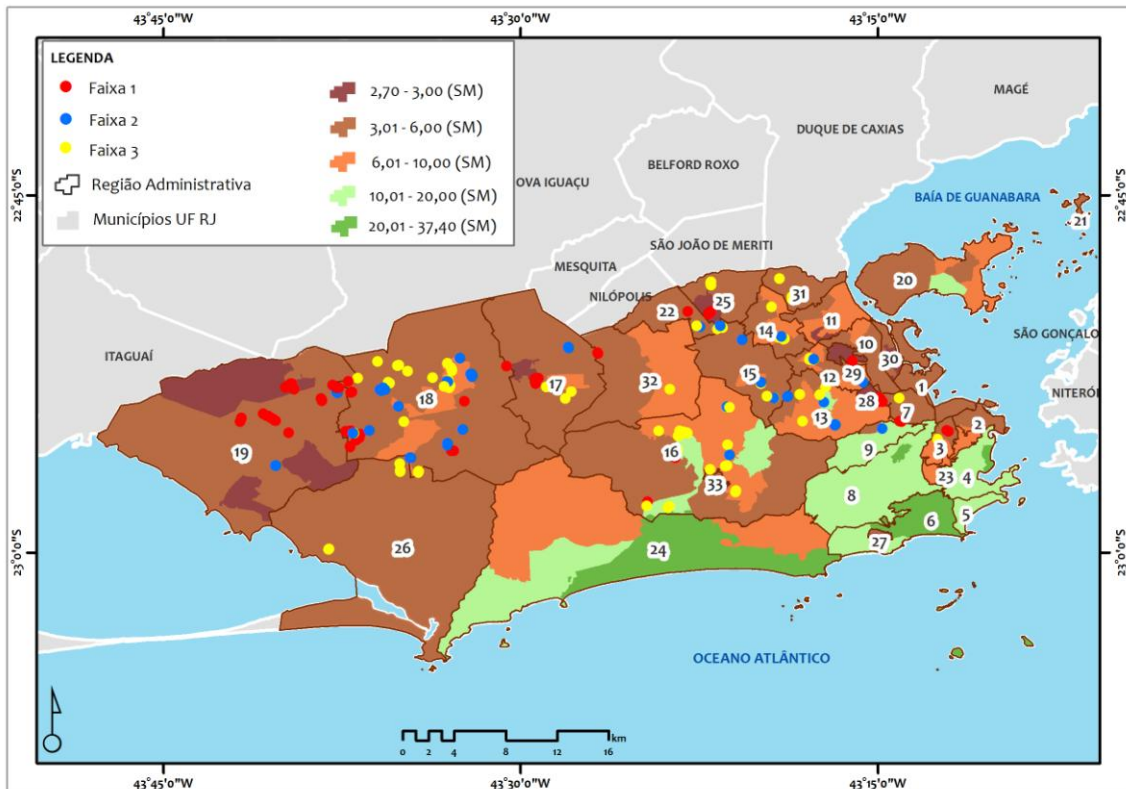 43°45'0"W 43°30'0"W 43°15'0"W
LEGENDA
Faixa 1
Faixa 2
Faixa 3
Região Administrativa
Municípios UF RJ
2,70 - 3,00 (SM)
3,01 - 6,00 (SM)
6,01 - 10,00 (SM)
10,01 - 20,00 (SM)
20,01 - 37,40 (SM)
MAGÉ
DUQUE DE CAXIAS
BELFORD ROXO
OVA IGUAÇU
22°45'0"S 22°45'0"S
BAÍA DE GUANABARA
21
SÃO JOÃO DE MERITI
MESQUITA
NILÓPOLIS
20
31
25
22
14
11
SÃO GONÇALO
ITAGUAÍ
10
30
29
12
15
32
17
18
1
NITERÓI
28
7
13
2
19
16
9
3
33
23
4
8
5
6
27
24
26
23°0'0"S 23°0'0"S
OCEANO ATLÂNTICO
km
0 2 4 8 12 16
43°45'0"W 43°30'0"W 43°15'0"W